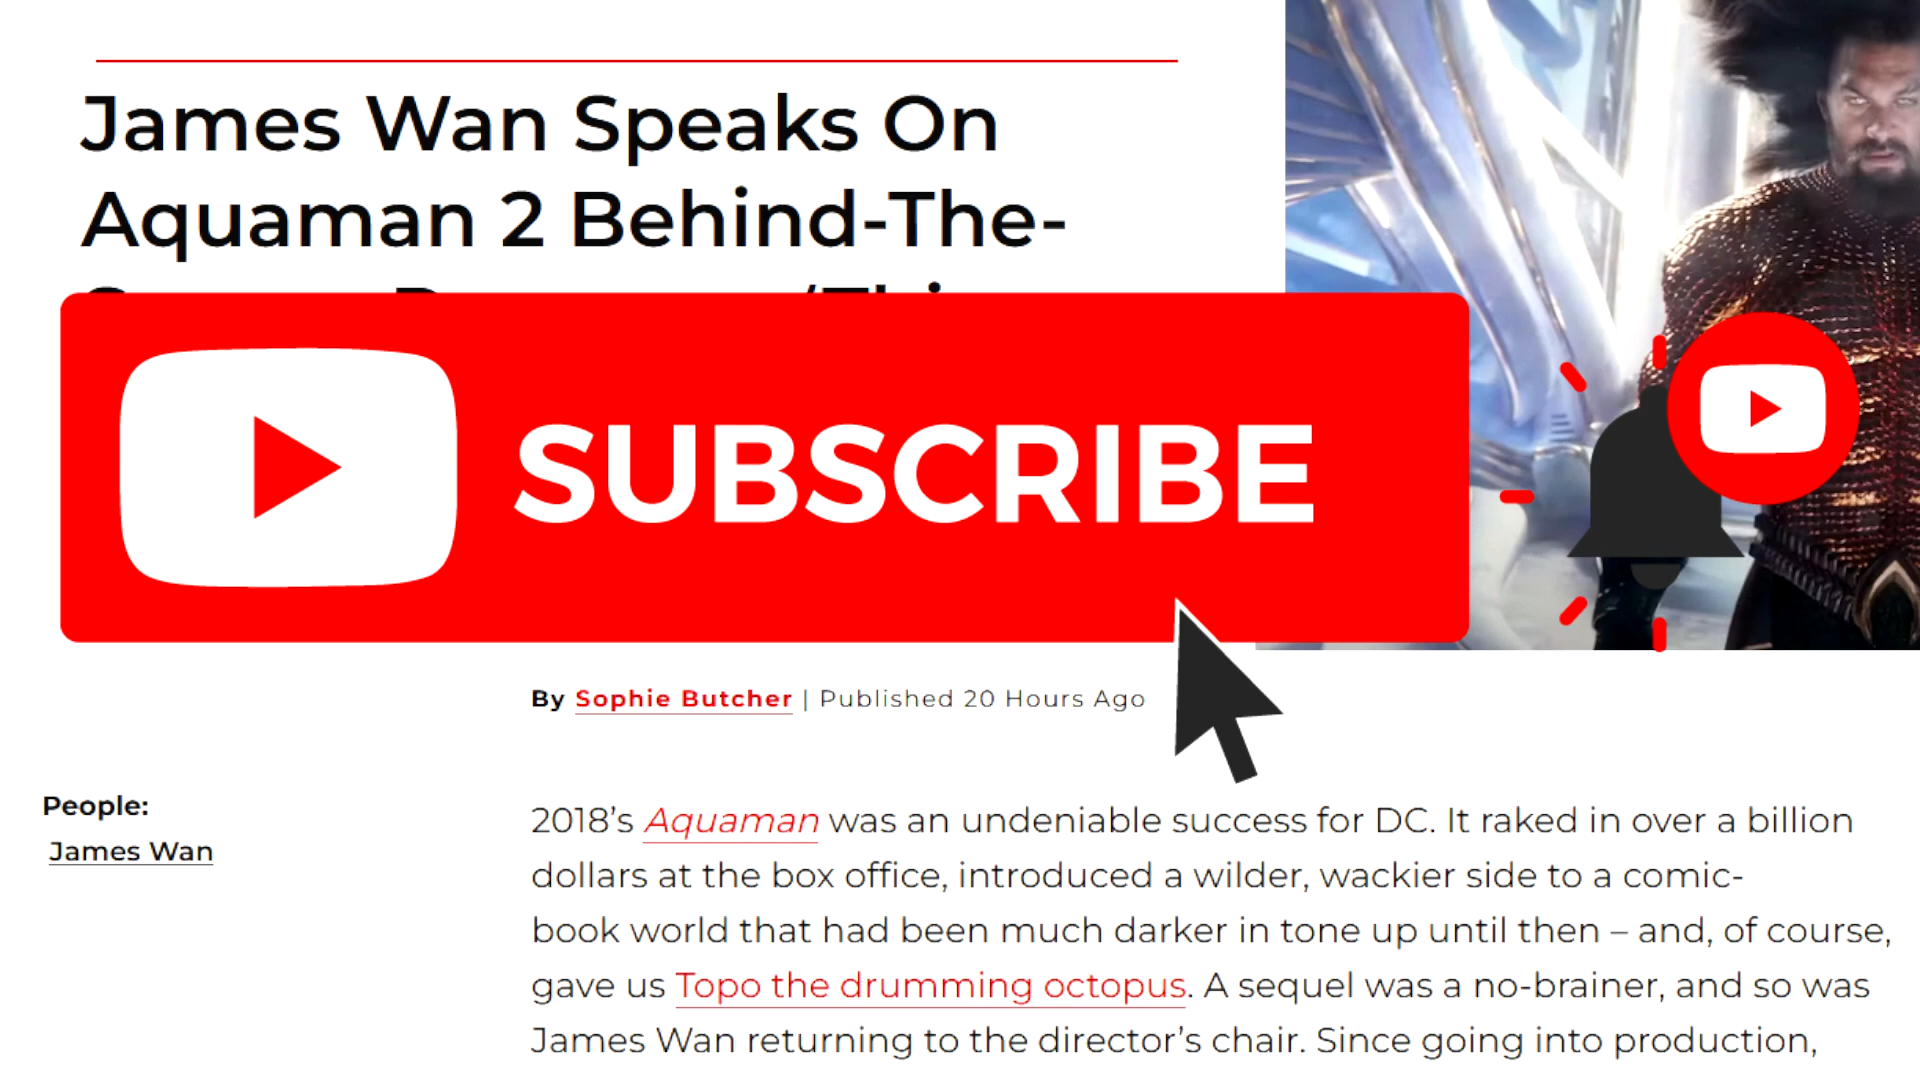 James Wan Speaks On
Aquaman 2 Behind-The-
SUBSCRIBE
By Sophie Butcher | Published 20 Hours Ago
People:
James Wan
2018’s Aquaman was an undeniable success for DC. It raked in over a billion
dollars at the box office, introduced a wilder, wackier side to a comic-
book world that had been much darker in tone up until then – and, of course,
gave us Topo the drumming octopus. A sequel was a no-brainer, and so was
James Wan returning to the director’s chair. Since going into production,